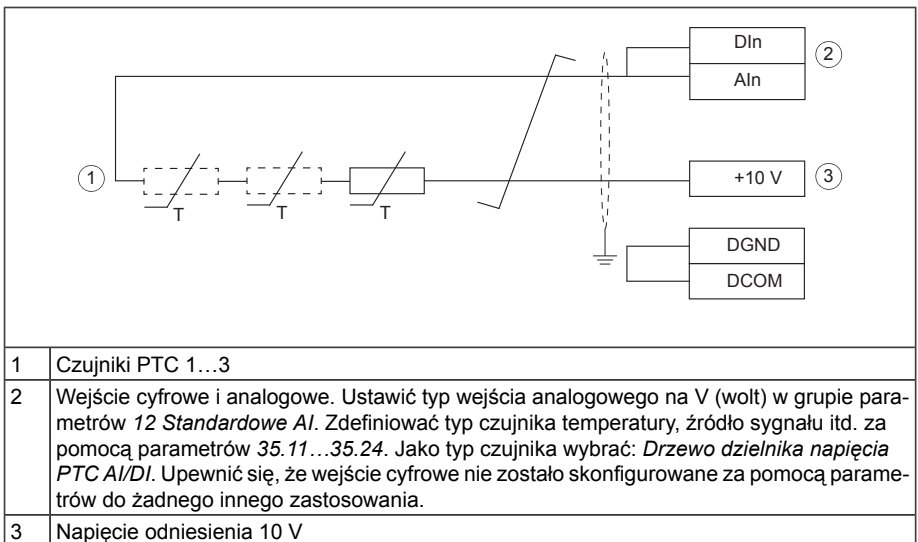 DIn
2
AIn
1
T
T
T
+10 V
3
DGND
DCOM
1 Czujniki PTC 1…3
2 Wejście cyfrowe i analogowe. Ustawić typ wejścia analogowego na V (wolt) w grupie para-
metrów 12 Standardowe AI. Zdefiniować typ czujnika temperatury, źródło sygnału itd. za
pomocą parametrów 35.11…35.24. Jako typ czujnika wybrać: Drzewo dzielnika napięcia
PTC AI/DI. Upewnić się, że wejście cyfrowe nie zostało skonfigurowane za pomocą parame-
trów do żadnego innego zastosowania.
3 Napięcie odniesienia 10 V